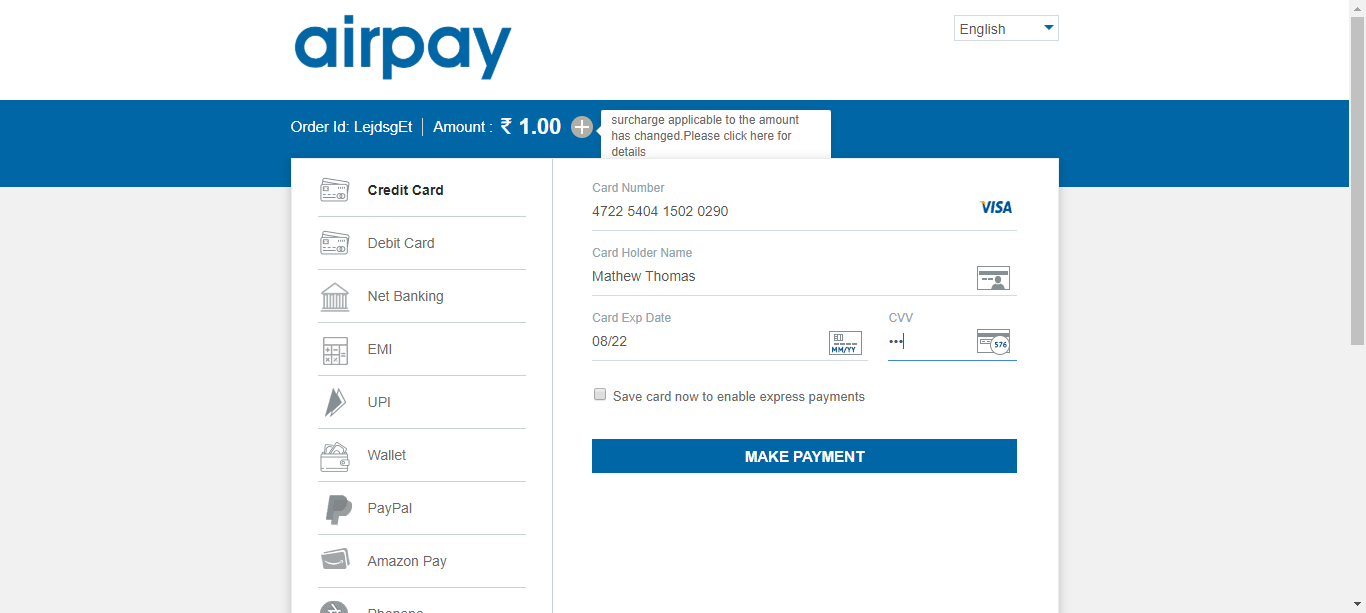 airpay
English
Order Id: LejdsgEt
Amount : ₹ 1.00
surcharge applicable to the amount
has changed.Please click here for
details
Credit Card
Debit Card
Net Banking
EMI
UPI
Wallet
PayPal
Amazon Pay
Phonepe
Card Number
4722 5404 1502 0290
VISA
Card Holder Name
Mathew Thomas
Card Exp Date
08/22
MM/YY
CVV
•••
576
Save card now to enable express payments
MAKE PAYMENT